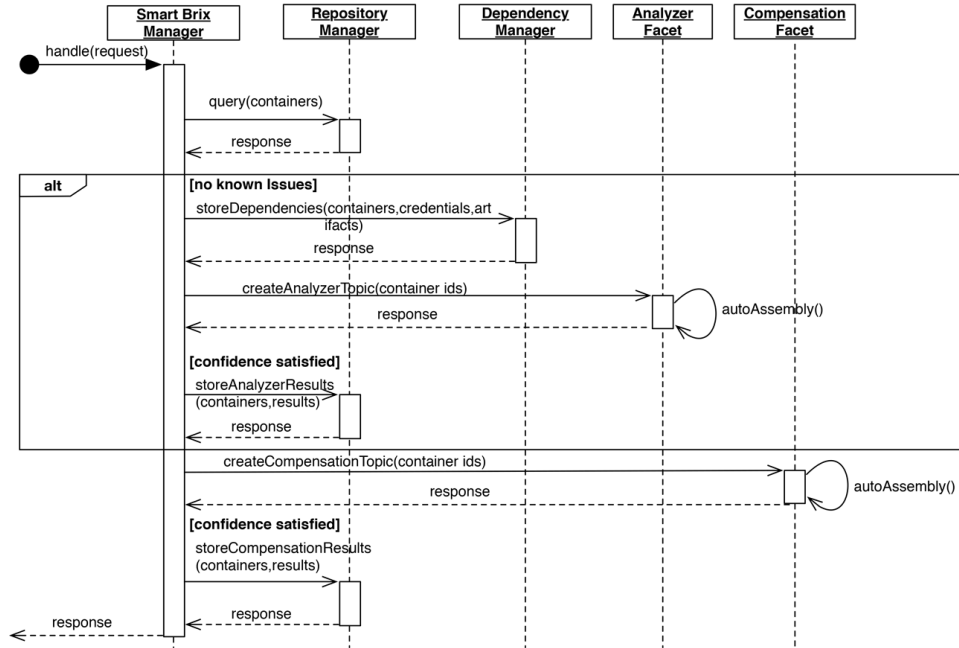 Smart Brix
Manager
Repository
Manager
Dependency
Manager
Analyzer
Facet
Compensation
Facet
handle(request)
query(containers)
response
alt
[no known Issues]
storeDependencies(containers,credentials,art
ifacts)
response
createAnalyzerTopic(container ids)
autoAssembly()
response
[confidence satisfied]
storeAnalyzerResults
(containers,results)
response
createCompensationTopic(container ids)
autoAssembly()
response
[confidence satisfied]
storeCompensationResults
(containers,results)
response
response